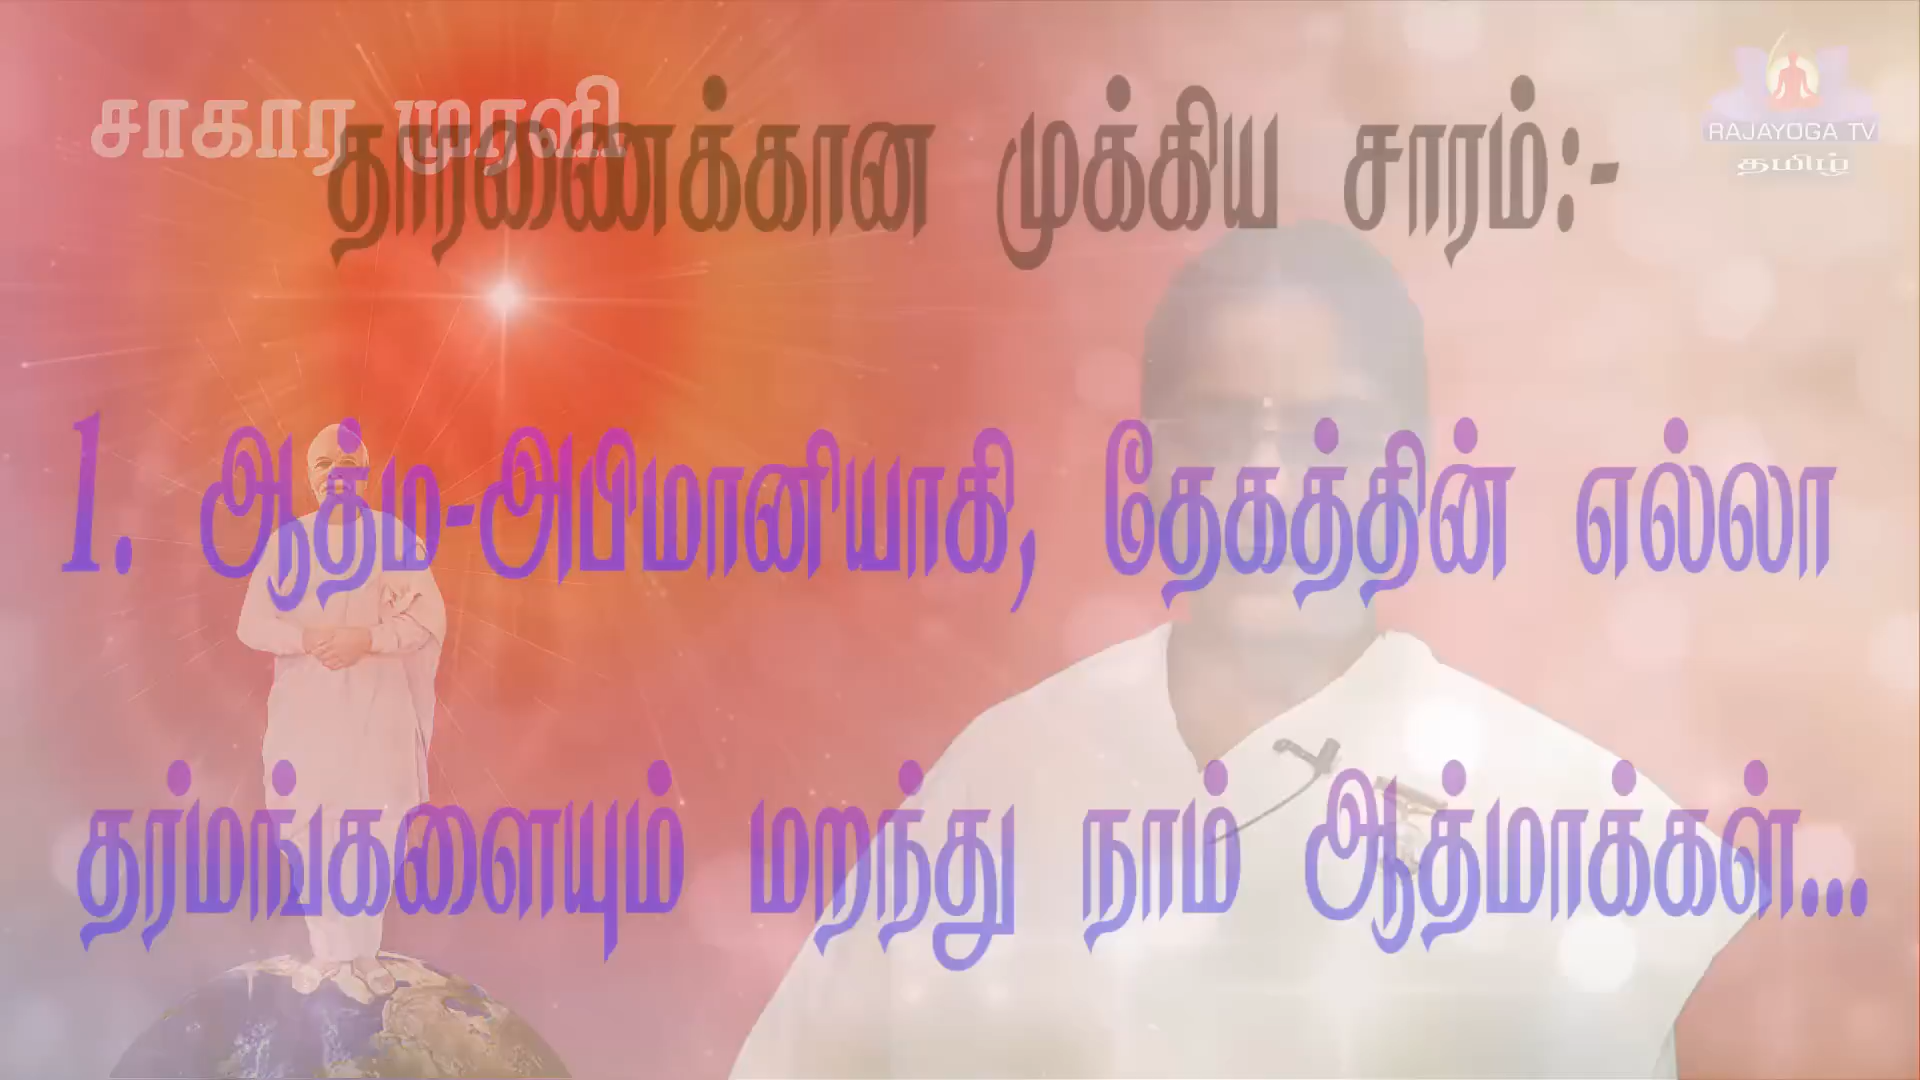 சாகார முரளி
RAJAYOGA TV
தமிழ்
தாரணைக்கான முக்கிய சாரம்:-
1. ஆத்ம-அபிமானியாகி, தேகத்தின் எல்லா
தர்மங்களையும் மறந்து நாம் ஆத்மாக்கள்...